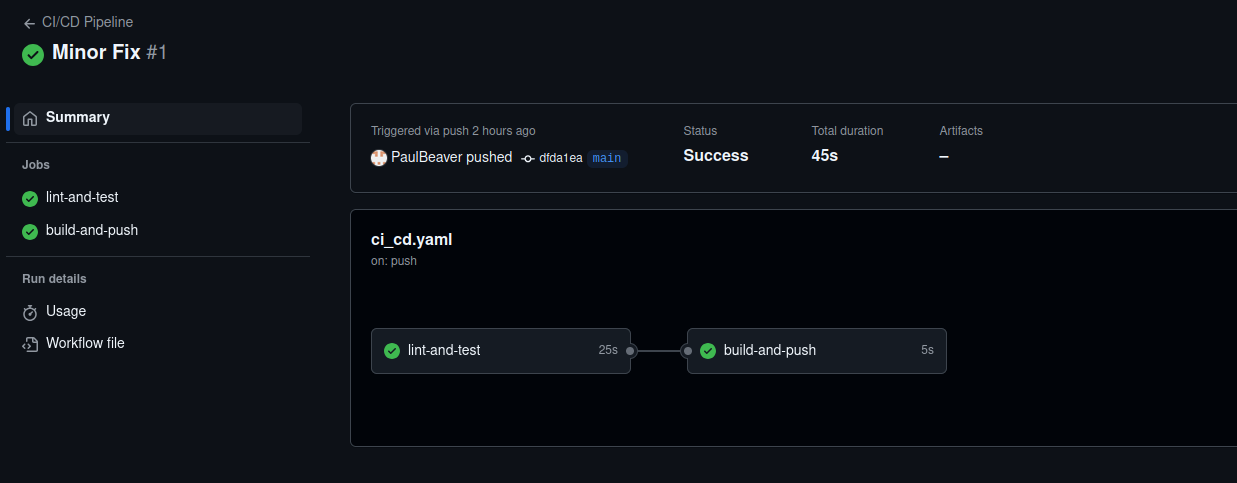 CI/CD Pipeline
Minor Fix #1
Summary
Jobs
lint-and-test
build-and-push
Run details
Usage
Workflow file
Triggered via push 2 hours ago
PaulBeaver pushed dfda1ea main
Status
Success
Total duration
45s
Artifacts
–
ci_cd.yaml
on: push
lint-and-test 25s
build-and-push 5s